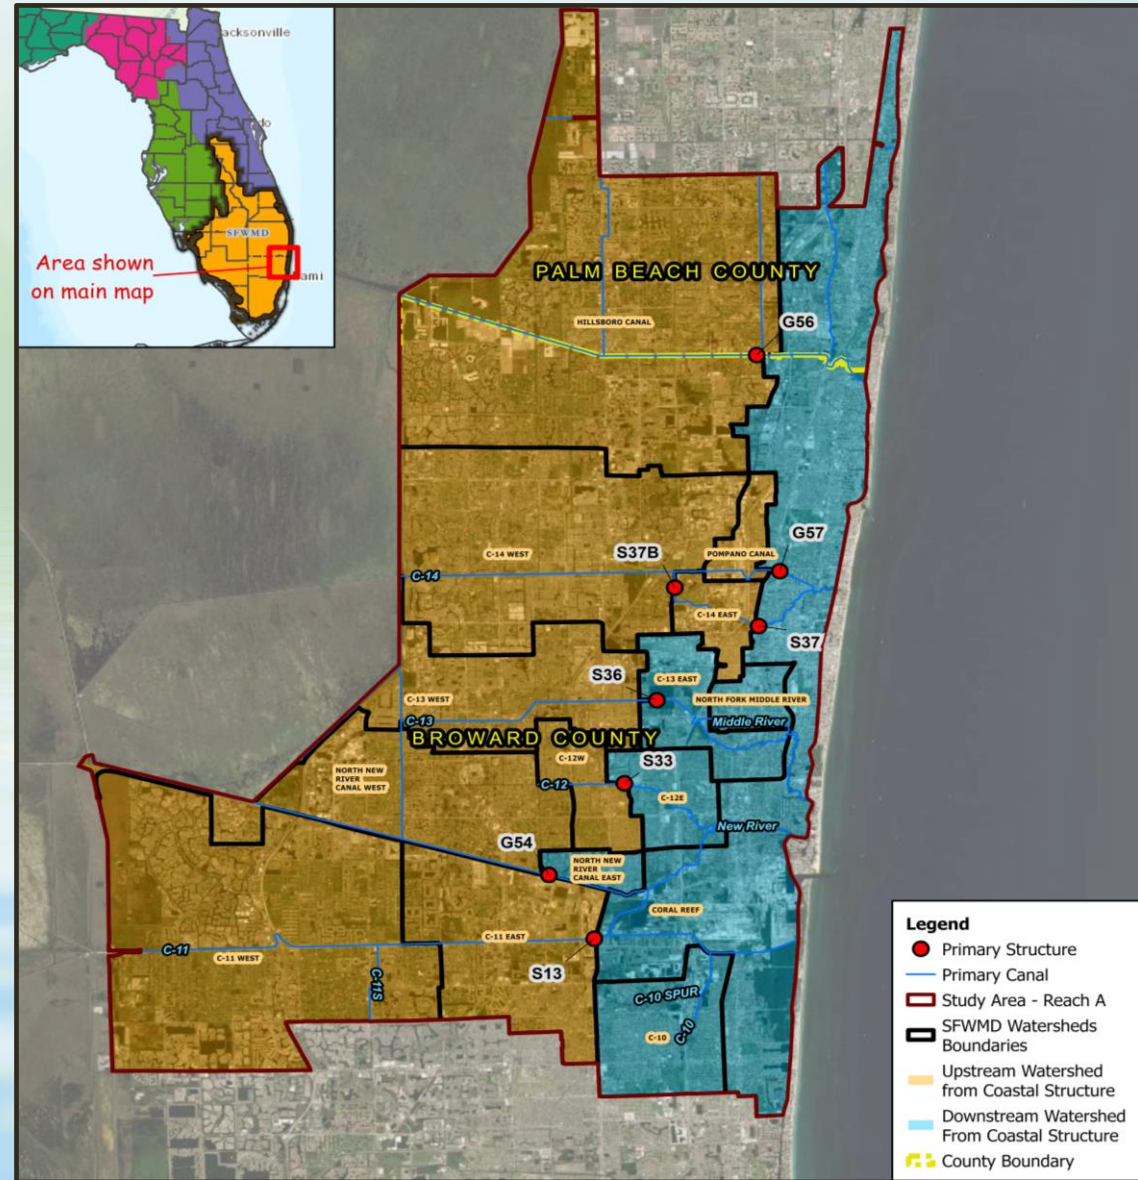 acksonville
do
SFWMD
ami
Area shown
on main map
PALM BEACH COUNTY
G56
HILLSBORO CANAL
G57
S37B
C-14 WEST
POMPANO CANAL
C-14
C-14 EAST
S37
S36
C-13 EAST
C-13 WEST
NORTH FORK MIDDLE RIVER
C-13
Middle River
BROWARD COUNTY
C-12W
S33
NORTH NEW
RIVER
CANAL WEST
C-12
C-12E
New River
G54
NORTH NEW
RIVER
CANAL EAST
CORAL REEF
C-11 EAST
C-11
C-11 WEST
S13
C-11S
C-10 SPUR
C-10
C-10
Legend
Primary Structure
Primary Canal
Study Area - Reach A
SFWMD Watersheds
Boundaries
Upstream Watershed
from Coastal Structure
Downstream Watershed
From Coastal Structure
County Boundary